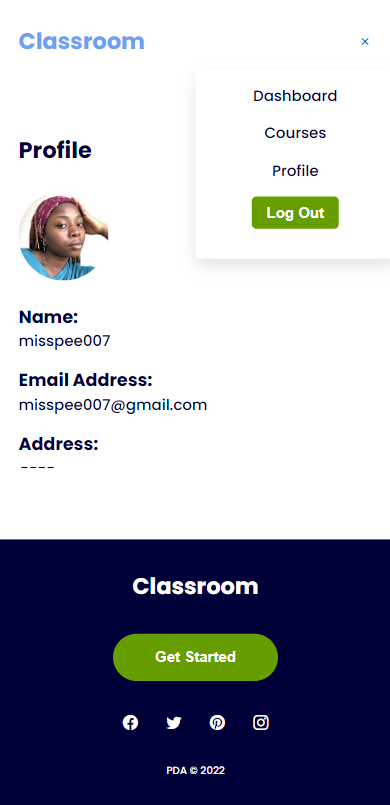 Classroom
×
Dashboard
Courses
Profile
Log Out
Profile
Name:
misspee007
Email Address:
misspee007@gmail.com
Address:
----
Classroom
Get Started
PDA © 2022